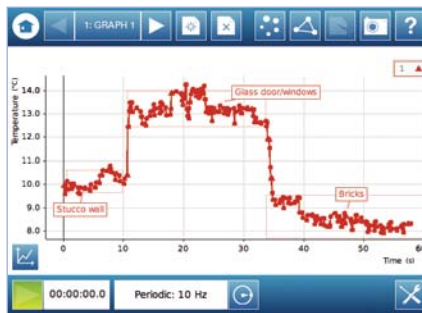 1: GRAPH 1
?
1
Temperature (°C)
14.0
13.0
12.0
11.0
10.0
9.0
8.0
Glass door/windows
Stucco wall
Bricks
0
10
20
30
40
50
60
Time (s)
00:00:00.0
Periodic: 10 Hz